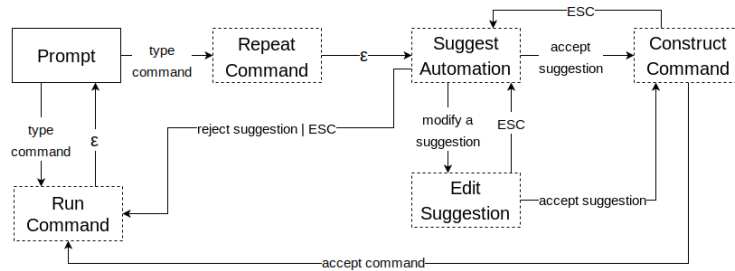 ESC
Prompt
type
command
Repeat
Command
ε
Suggest
Automation
accept
suggestion
Construct
Command
type
command
ε
reject suggestion | ESC
modify a
suggestion
ESC
Run
Command
Edit
Suggestion
accept suggestion
accept command